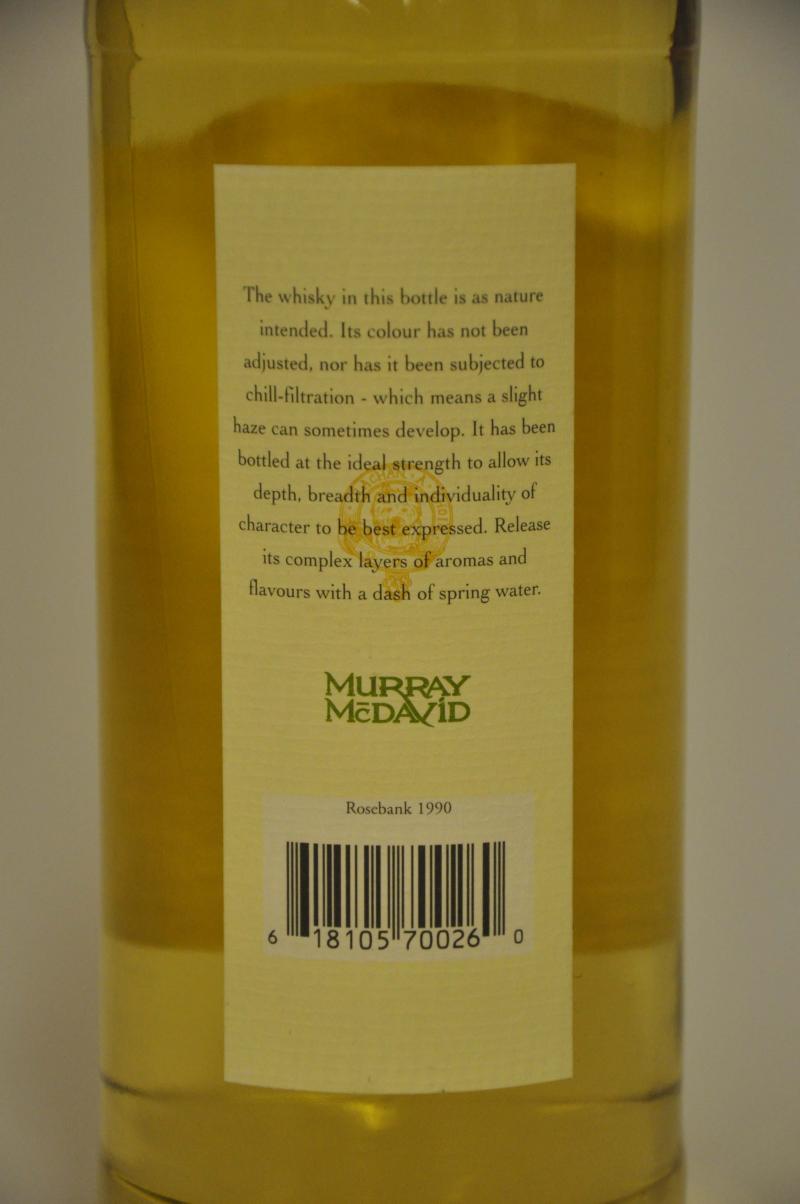 The whisky in this bottle is as nature
intended. Its colour has not been
adjusted, nor has it been subjected to
chill-filtration - which means a slight
haze can sometimes develop. It has been
bottled at the ideal strength to allow its
depth, breadth and individuality of
character to be best expressed. Release
its complex layers of aromas and
flavours with a dash of spring water.
MURRAY
McDAVID
Rosebank 1990
6 18105 70026 0